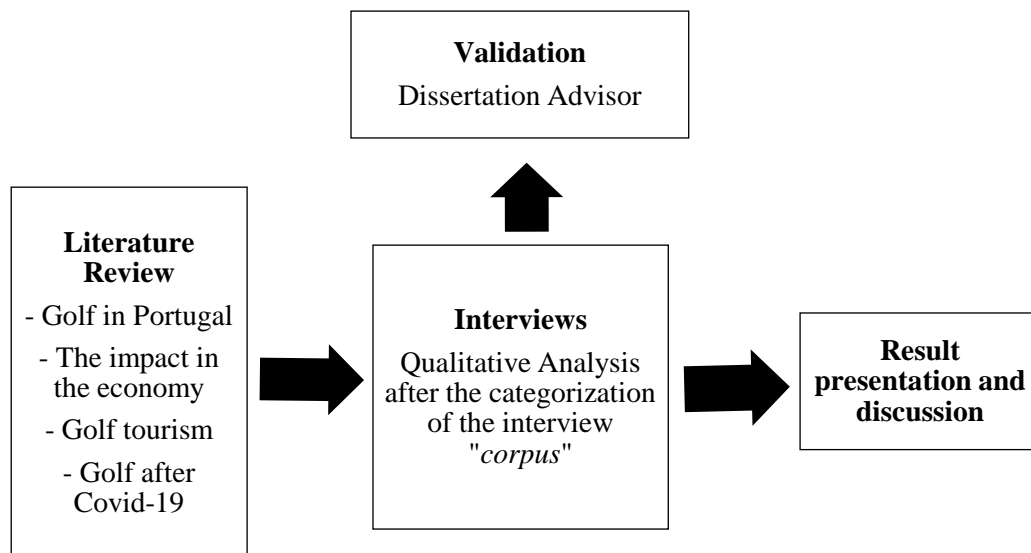 Validation
Dissertation Advisor
Literature
Review
- Golf in Portugal
- The impact in
the economy
- Golf tourism
- Golf after
Covid-19
Interviews
Qualitative Analysis
after the categorization
of the interview
"corpus"
Result
presentation and
discussion